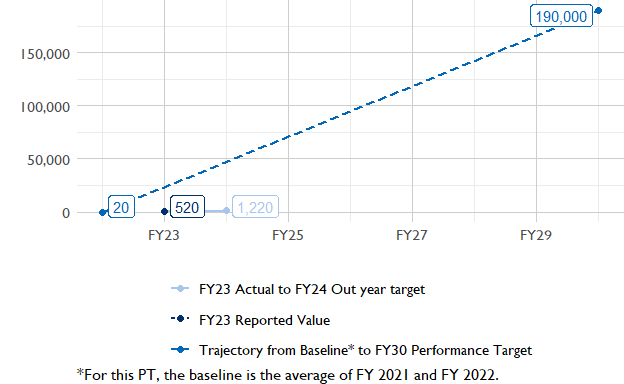 190,000
150,000
100,000
50,000
0
20
520
1,220
FY23
FY25
FY27
FY29
FY23 Actual to FY24 Out year target
FY23 Reported Value
Trajectory from Baseline* to FY30 Performance Target
*For this PT, the baseline is the average of FY 2021 and FY 2022.